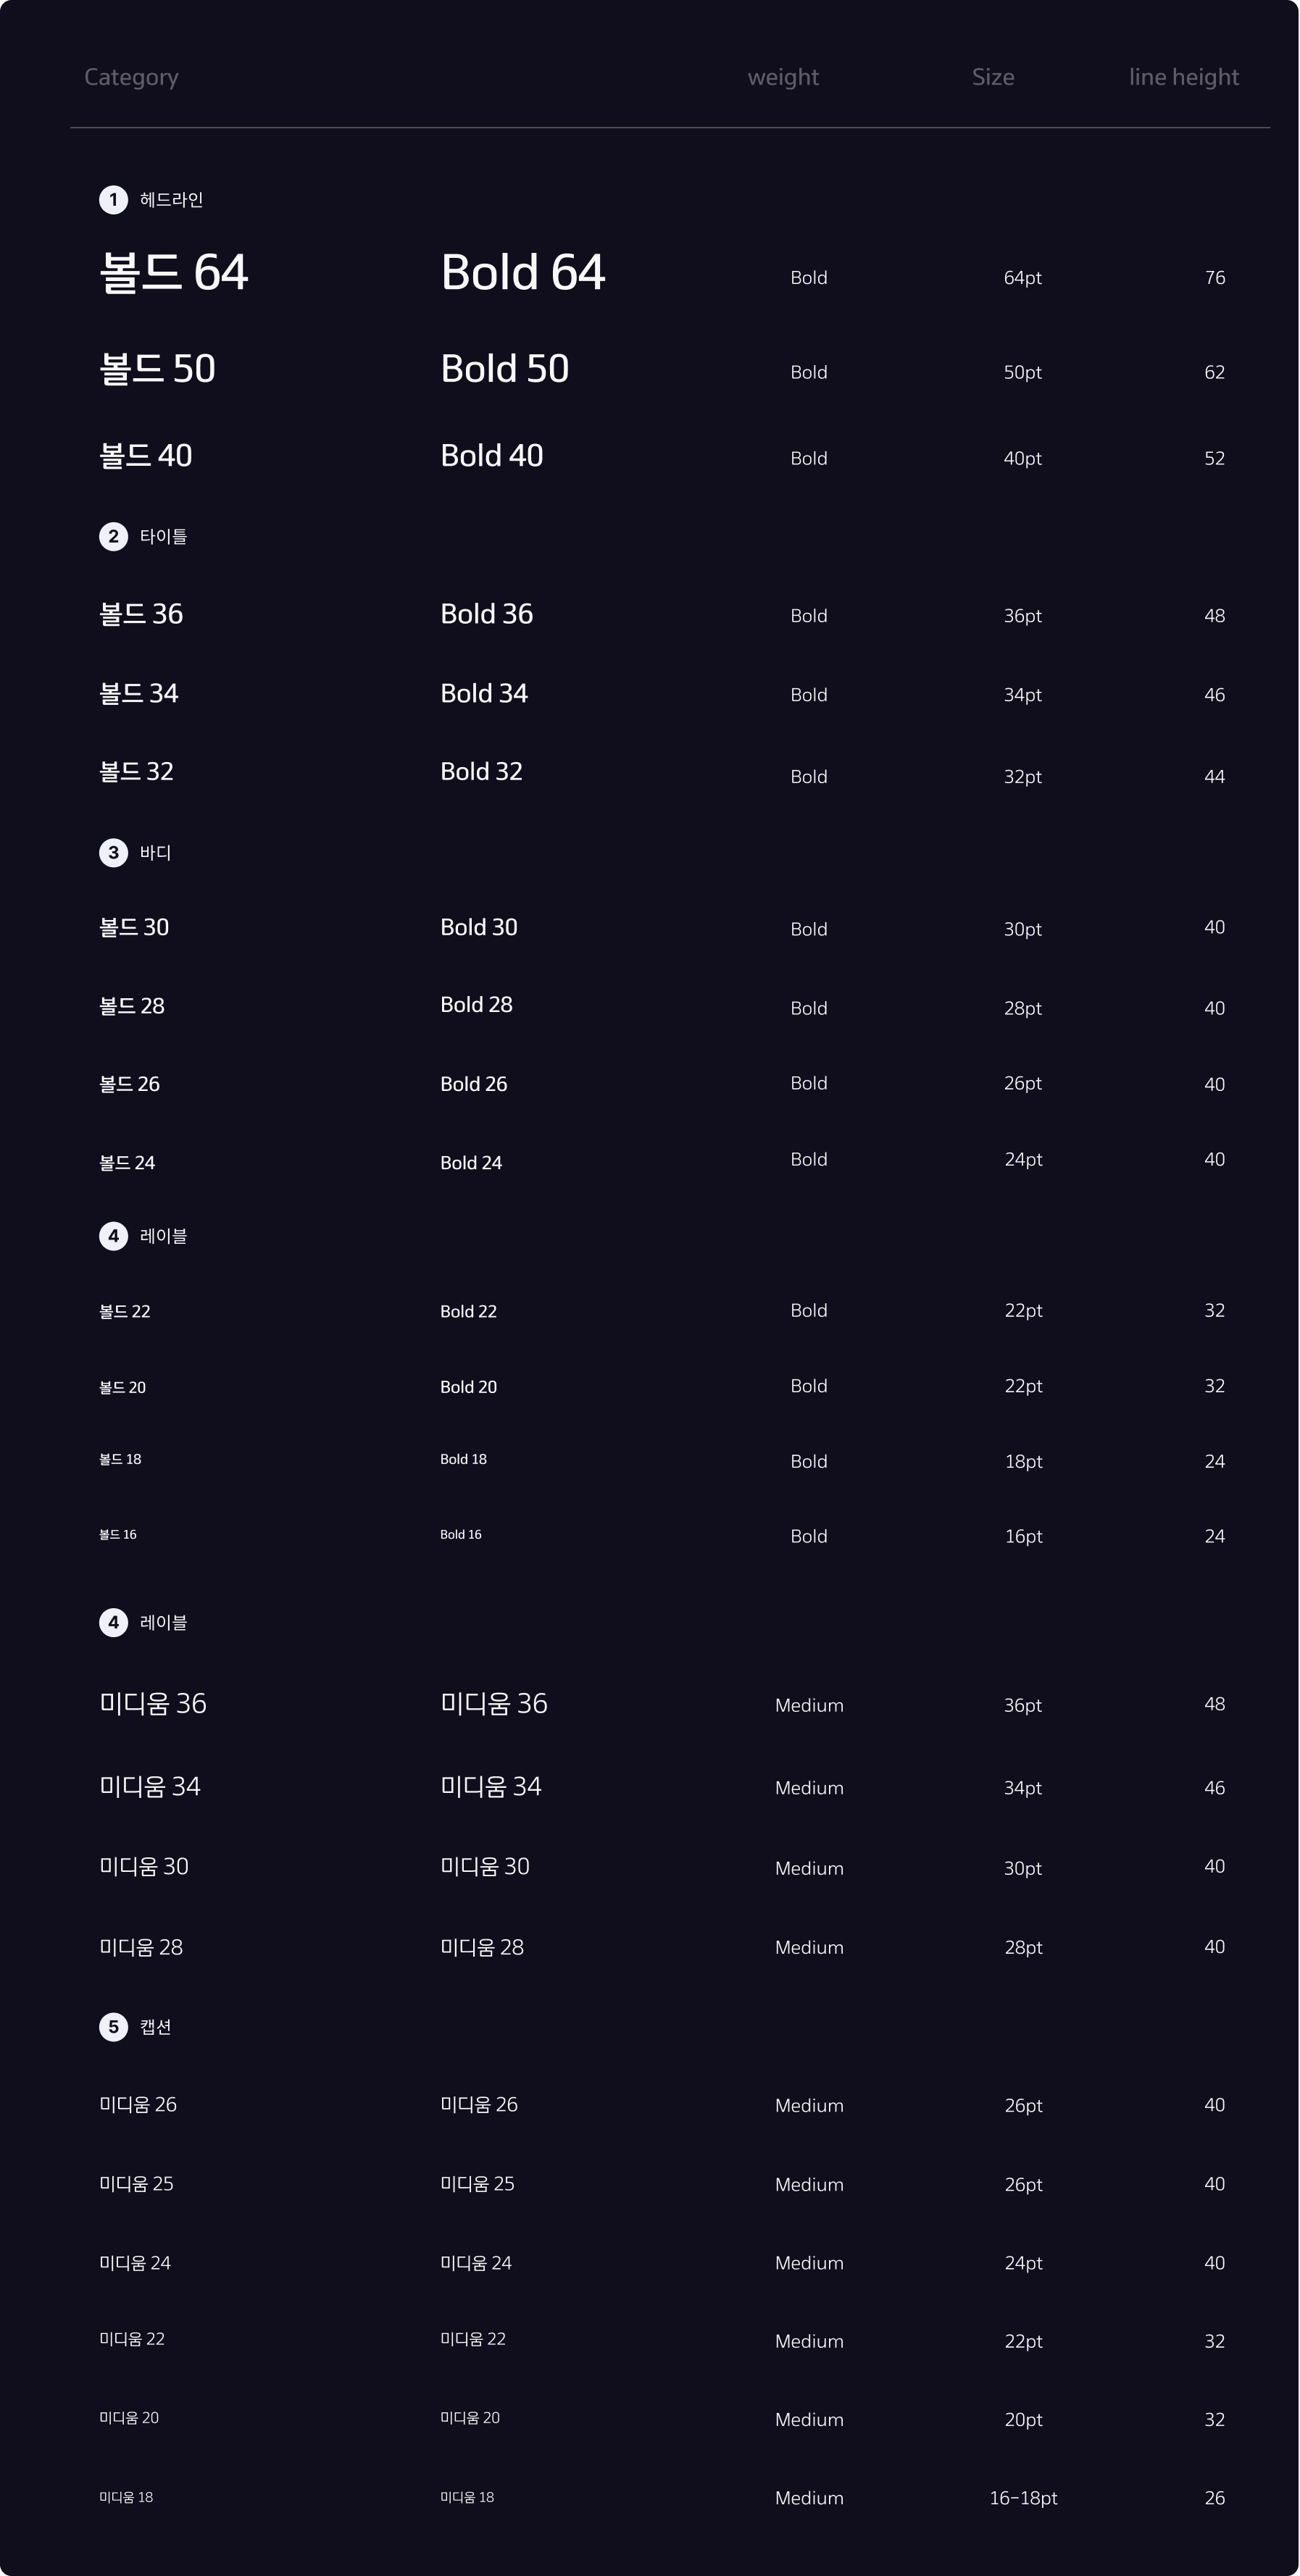 Category weight Size line height
1 헤드라인
볼드 64 Bold 64 Bold 64pt 76
볼드 50 Bold 50 Bold 50pt 62
볼드 40 Bold 40 Bold 40pt 52
2 타이틀
볼드 36 Bold 36 Bold 36pt 48
볼드 34 Bold 34 Bold 34pt 46
볼드 32 Bold 32 Bold 32pt 44
3 바디
볼드 30 Bold 30 Bold 30pt 40
볼드 28 Bold 28 Bold 28pt 40
볼드 26 Bold 26 Bold 26pt 40
볼드 24 Bold 24 Bold 24pt 40
4 레이블
볼드 22 Bold 22 Bold 22pt 32
볼드 20 Bold 20 Bold 22pt 32
볼드 18 Bold 18 Bold 18pt 24
볼드 16 Bold 16 Bold 16pt 24
4 레이블
미디움 36 미디움 36 Medium 36pt 48
미디움 34 미디움 34 Medium 34pt 46
미디움 30 미디움 30 Medium 30pt 40
미디움 28 미디움 28 Medium 28pt 40
5 캡션
미디움 26 미디움 26 Medium 26pt 40
미디움 25 미디움 25 Medium 26pt 40
미디움 24 미디움 24 Medium 24pt 40
미디움 22 미디움 22 Medium 22pt 32
미디움 20 미디움 20 Medium 20pt 32
미디움 18 미디움 18 Medium 16-18pt 26